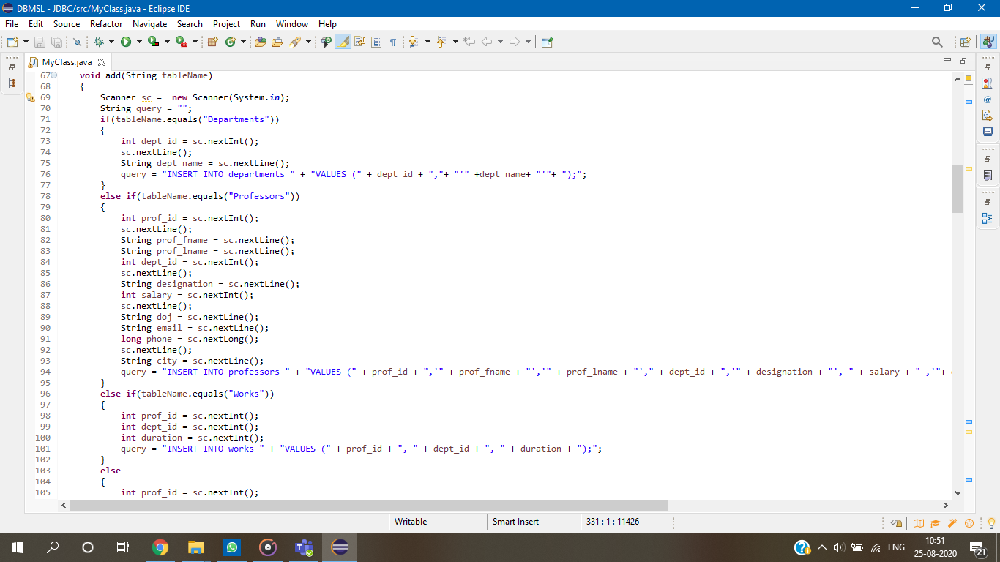 DBMSL - JDBC/src/MyClass.java - Eclipse IDE
File Edit Source Refactor Navigate Search Project Run Window Help
MyClass.java
67 void add(String tableName)
68 {
69 Scanner sc =  new Scanner(System.in);
70 String query = "";
71 if(tableName.equals("Departments"))
72 {
73 int dept_id = sc.nextInt();
74 sc.nextLine();
75 String dept_name = sc.nextLine();
76 query = "INSERT INTO departments " + "VALUES (" + dept_id + ","+ "'" +dept_name+ "'"+ ");";
77 }
78 else if(tableName.equals("Professors"))
79 {
80 int prof_id = sc.nextInt();
81 sc.nextLine();
82 String prof_fname = sc.nextLine();
83 String prof_lname = sc.nextLine();
84 int dept_id = sc.nextInt();
85 sc.nextLine();
86 String designation = sc.nextLine();
87 int salary = sc.nextInt();
88 sc.nextLine();
89 String doj = sc.nextLine();
90 String email = sc.nextLine();
91 long phone = sc.nextLong();
92 sc.nextLine();
93 String city = sc.nextLine();
94 query = "INSERT INTO professors " + "VALUES (" + prof_id + ",'" + prof_fname + "','" + prof_lname + "'," + dept_id + ",'" + designation + "', " + salary + " ,'"+
95 }
96 else if(tableName.equals("Works"))
97 {
98 int prof_id = sc.nextInt();
99 int dept_id = sc.nextInt();
100 int duration = sc.nextInt();
101 query = "INSERT INTO works " + "VALUES (" + prof_id + ", " + dept_id + ", " + duration + ");";
102 }
103 else
104 {
105 int prof_id = sc.nextInt();
Writable Smart Insert 331 : 1 : 11426
ENG 10:51
25-08-2020
21